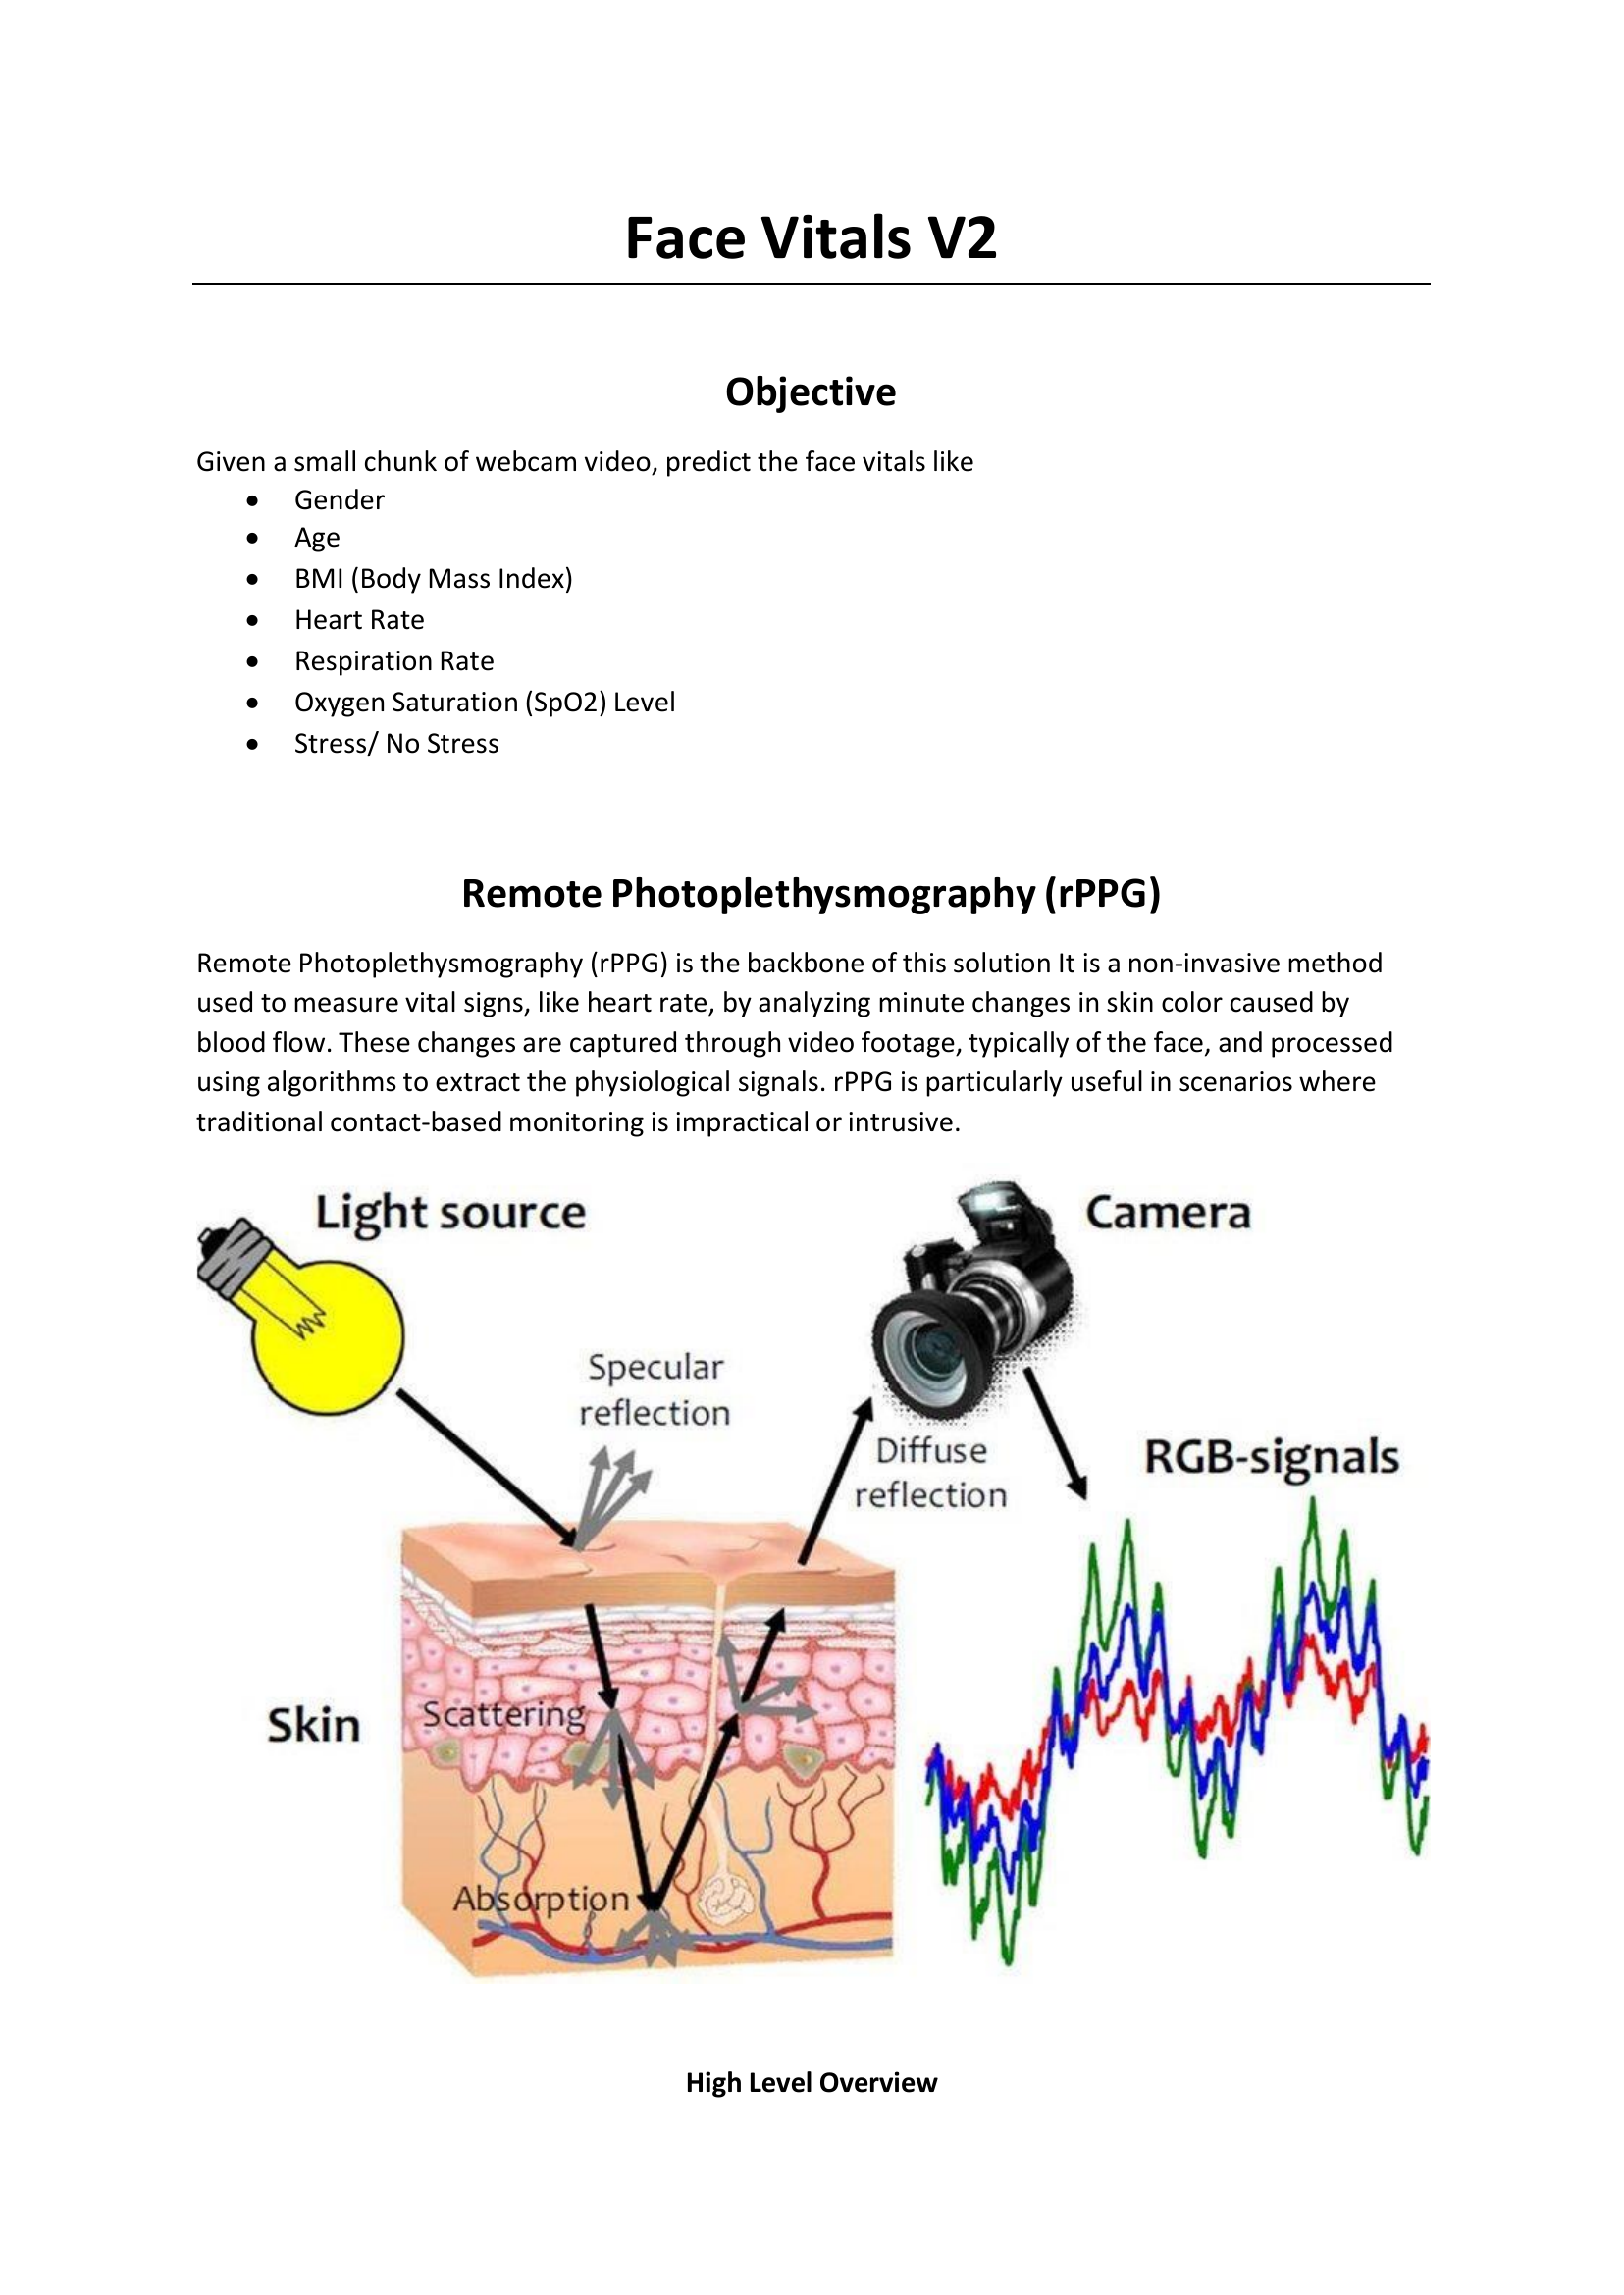 Face Vitals V2
Objective
Given a small chunk of webcam video, predict the face vitals like
• Gender
• Age
• BMI (Body Mass Index)
• Heart Rate
• Respiration Rate
• Oxygen Saturation (SpO2) Level
• Stress/ No Stress
Remote Photoplethysmography (rPPG)
Remote Photoplethysmography (rPPG) is the backbone of this solution It is a non-invasive method
used to measure vital signs, like heart rate, by analyzing minute changes in skin color caused by
blood flow. These changes are captured through video footage, typically of the face, and processed
using algorithms to extract the physiological signals. rPPG is particularly useful in scenarios where
traditional contact-based monitoring is impractical or intrusive.
Light source
Camera
Specular
reflection
Diffuse
reflection
RGB-signals
Skin
Scattering
Absorption
High Level Overview